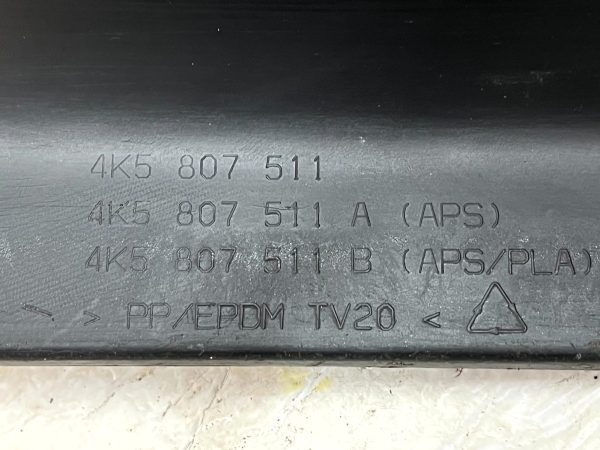 4K5 807 511
4K5 807 511 A (APS)
4K5 807 511 B (APS/PLA)
> PP/EPDM TV20 <